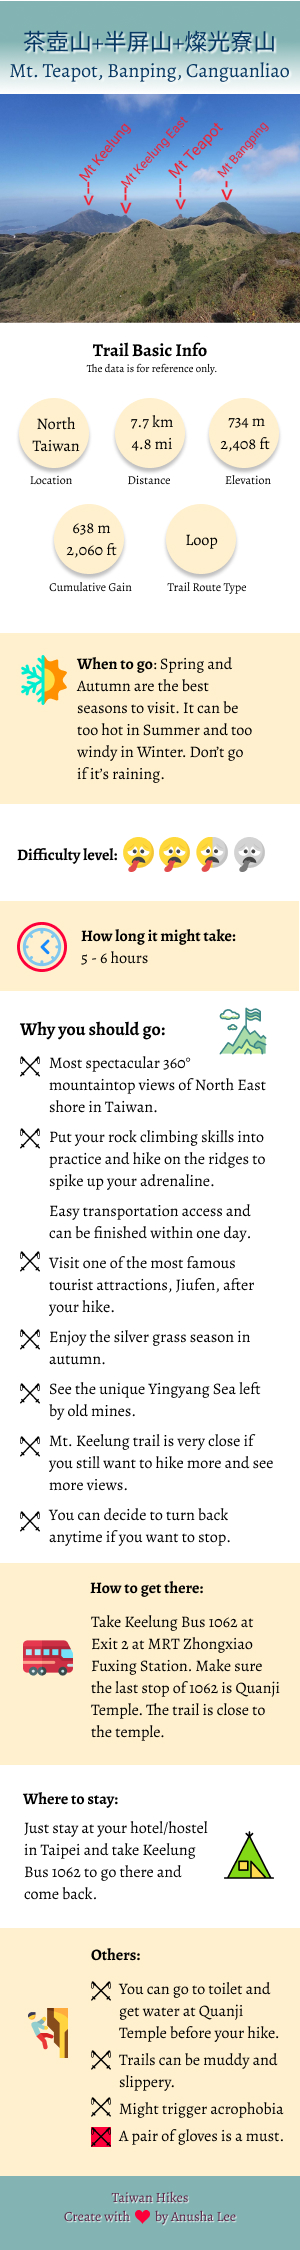 茶壺山+半屏山+燦光寮山
Mt. Teapot, Banping, Canguanliao
Mt Keelung
Mt Keelung East
Mt Teapot
Mt Bangping
Trail Basic Info
The data is for reference only.
North
Taiwan
Location
7.7 km
4.8 mi
Distance
734 m
2,408 ft
Elevation
638 m
2,060 ft
Cumulative Gain
Loop
Trail Route Type
When to go: Spring and
Autumn are the best
seasons to visit. It can be
too hot in Summer and too
windy in Winter. Don't go
if it's raining.
Difficulty level:
How long it might take:
5 - 6 hours
Why you should go:
Most spectacular 360°
mountaintop views of North East
shore in Taiwan.
Put your rock climbing skills into
practice and hike on the ridges to
spike up your adrenaline.
Easy transportation access and
can be finished within one day.
Visit one of the most famous
tourist attractions, Jiufen, after
your hike.
Enjoy the silver grass season in
autumn.
See the unique Yingyang Sea left
by old mines.
Mt. Keelung trail is very close if
you still want to hike more and see
more views.
You can decide to turn back
anytime if you want to stop.
How to get there:
Take Keelung Bus 1062 at
Exit 2 at MRT Zhongxiao
Fuxing Station. Make sure
the last stop of 1062 is Quanji
Temple. The trail is close to
the temple.
Where to stay:
Just stay at your hotel/hostel
in Taipei and take Keelung
Bus 1062 to go there and
come back.
Others:
You can go to toilet and
get water at Quanji
Temple before your hike.
Trails can be muddy and
slippery.
Might trigger acrophobia
A pair of gloves is a must.
Taiwan Hikes
Create with ❤ by Anusha Lee